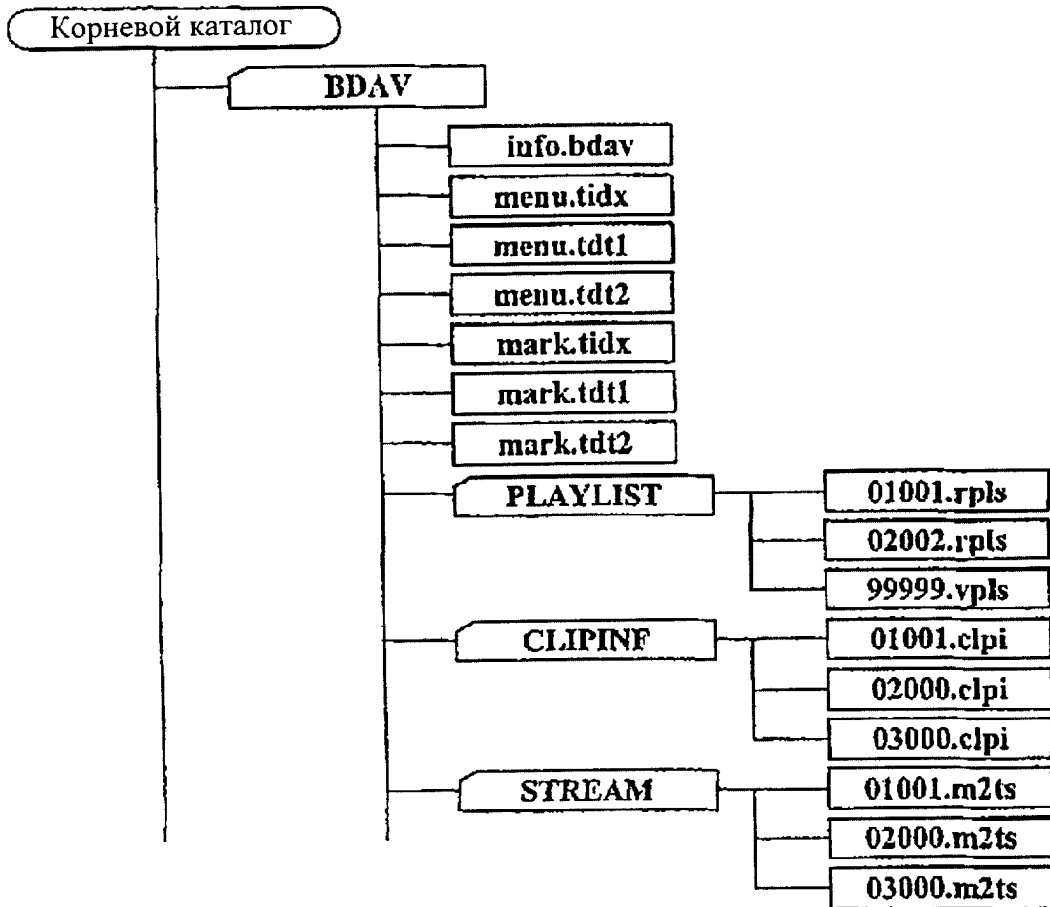 Корневой каталог
BDAV
info.bdav
menu.tidx
menu.tdt1
menu.tdt2
mark.tidx
mark.tdt1
mark.tdt2
PLAYLIST
01001.rpls
02002.rpls
99999.vpls
CLIPINF
01001.clpi
02000.clpi
03000.clpi
STREAM
01001.m2ts
02000.m2ts
03000.m2ts